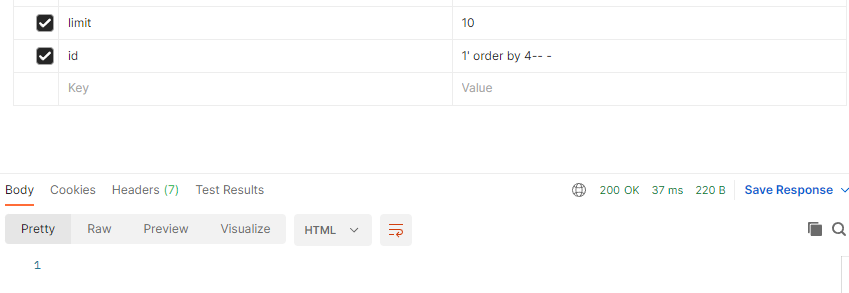 limit 10
id 1' order by 4-- -
Key Value
Body Cookies Headers (7) Test Results 200 OK 37 ms 220 B Save Response
Pretty Raw Preview Visualize HTML
1